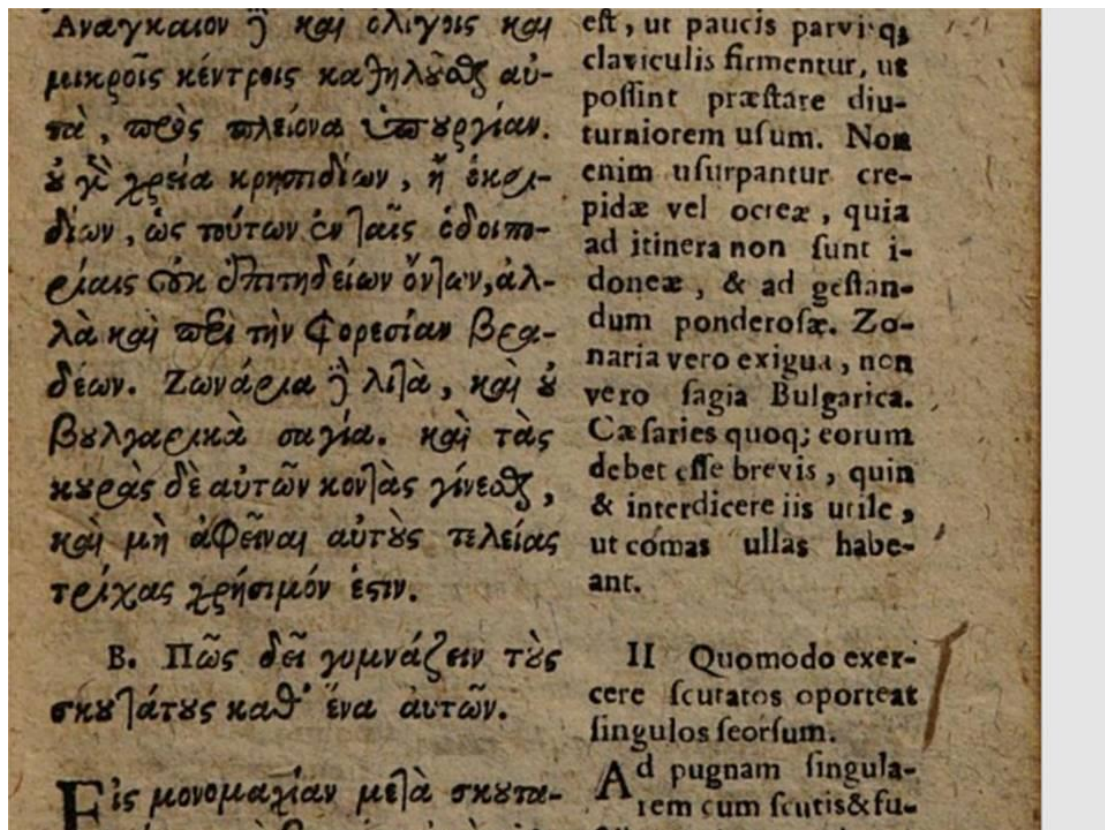 Ἀναγκαῖον ἢ καὶ ὀλίγοις καὶ
μικροῖς κέντροις καθηλοῦσθαι αὐ-
τὰ, πρὸς πλείονα ὑπουργίαν.
οὐ γὰρ χρεία κρηπιδίων, ἢ ὀκρι-
δίων, ὡς τούτων ἐν ταῖς ὁδοιπο-
ρίαις οὐκ ἐπιτηδείων ὄντων, ἀλ-
λὰ καὶ περὶ τὴν φορεσίαν βρα-
δέων. Ζωνάρια δὲ λιτὰ, καὶ οὐ
βουλγαρικὰ σαγία. καὶ τὰς
κουρὰς δὲ αὐτῶν κοντὰς γίνεσθαι,
καὶ μὴ ἀφεῖναι αὐτοὺς τελείας
τρίχας χρήσιμόν ἐστιν.
Β. Πῶς δεῖ γυμνάζειν τοὺς
σκουτάτους καθ' ἕνα αὐτῶν.
Εἰς μονομαχίαν μετὰ σκουτα-
est, ut paucis parviꞏq;
claviculis firmentur, ut
poſſint præſtare diu-
turniorem uſum. Non
enim uſurpantur cre-
pidæ vel ocreæ, quia
ad itinera non ſunt i-
doneæ, & ad geſtan-
dum ponderoſæ. Zo-
naria vero exigua, non
vero ſagia Bulgarica.
Cæſaries quoq; eorum
debet eſſe brevis, quin
& interdicere iis utile,
ut comas ullas habe-
ant.
II Quomodo exer-
cere ſcutatos oporteat
ſingulos ſeorſum.
Ad pugnam ſingula-
rem cum ſcutis&fu-